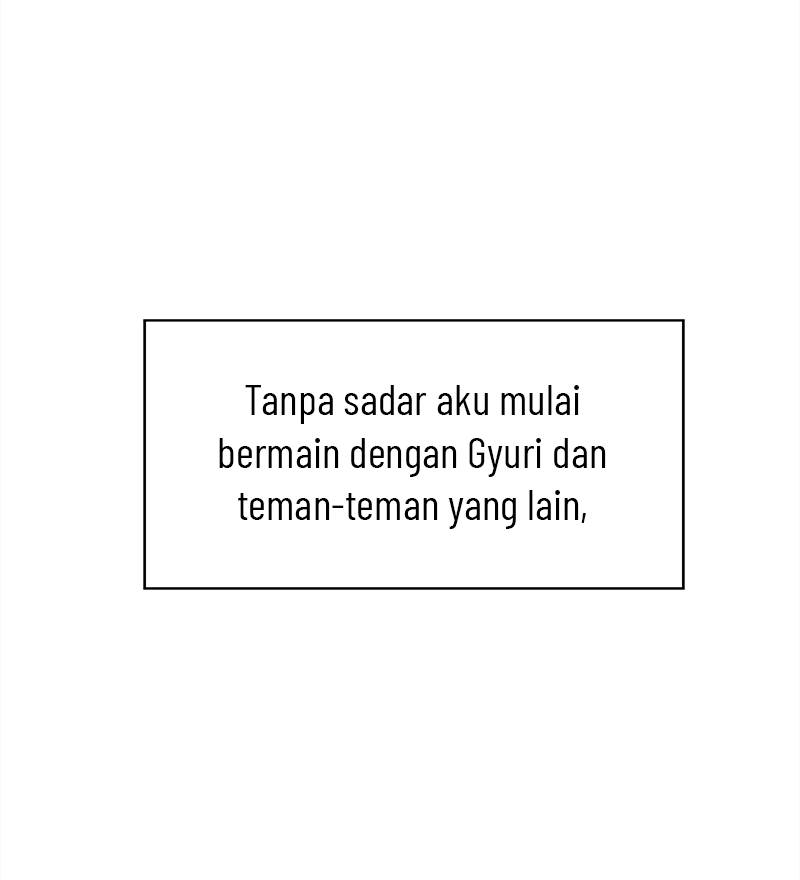 Tanpa sadar aku mulai
bermain dengan Gyuri dan
teman-teman yang lain,